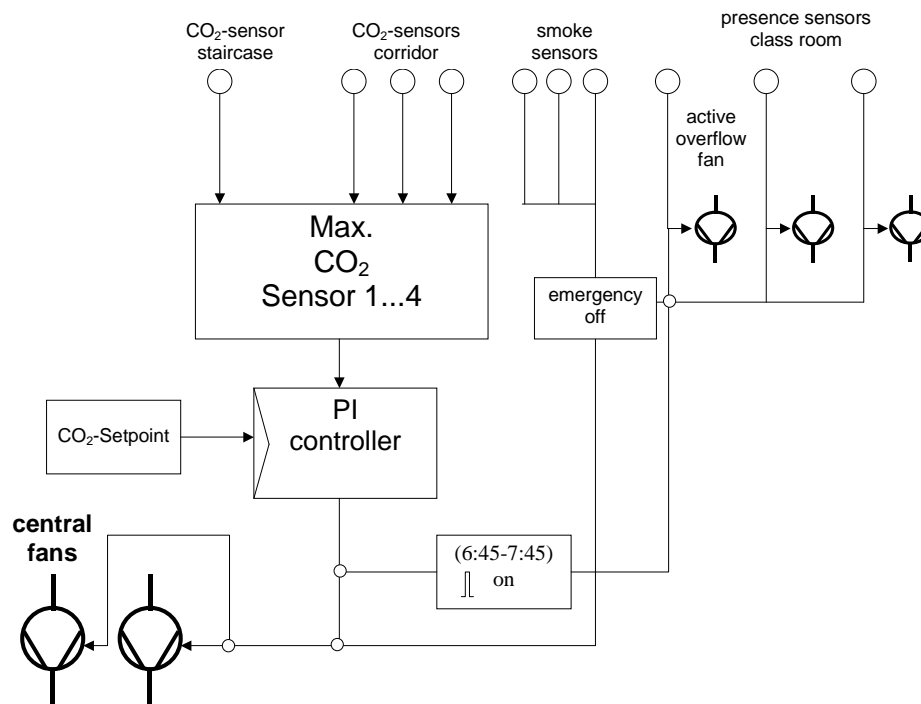 CO₂-sensor
staircase
CO₂-sensors
corridor
smoke
sensors
presence sensors
class room
active
overflow
fan
Max.
CO₂
Sensor 1...4
emergency
off
PI
controller
CO₂-Setpoint
central
fans
(6:45-7:45)
on